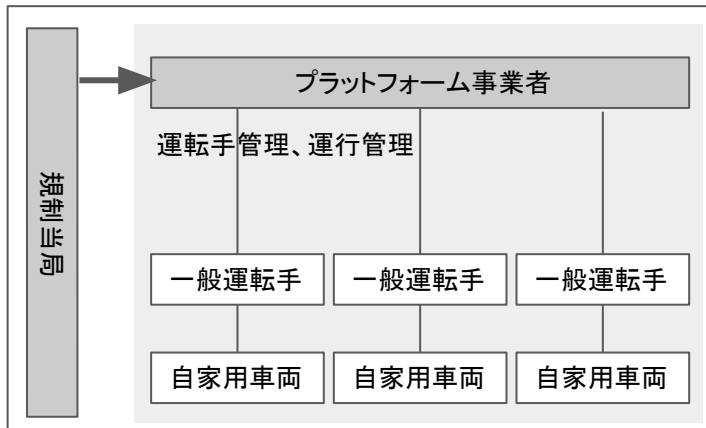 規制当局
プラットフォーム事業者
運転手管理、運行管理
一般運転手
一般運転手
一般運転手
自家用車両
自家用車両
自家用車両